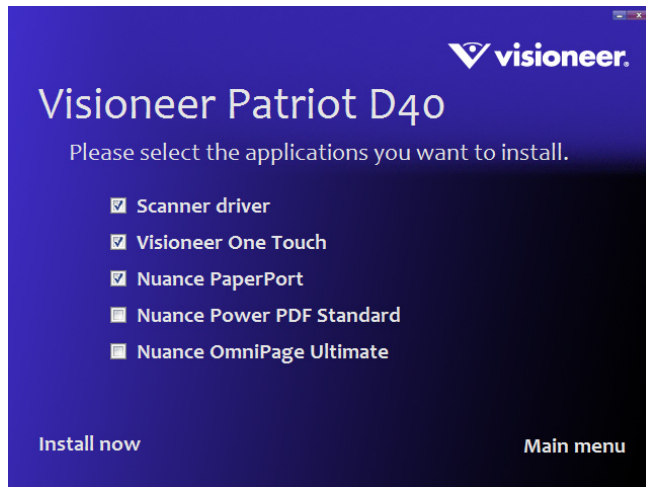 visioneer.
Visioneer Patriot D40
Please select the applications you want to install.
Scanner driver
Visioneer One Touch
Nuance PaperPort
Nuance Power PDF Standard
Nuance OmniPage Ultimate
Install now
Main menu